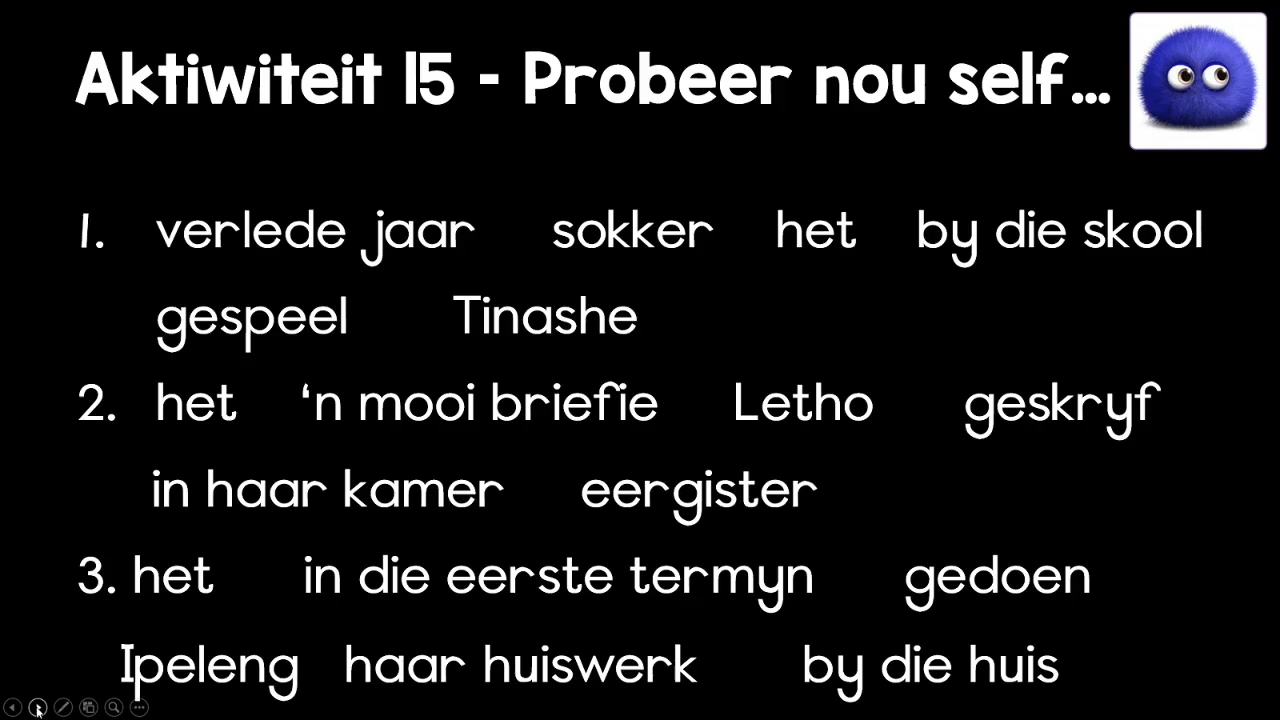 Aktiwiteit 15 - Probeer nou self...
1. verlede jaar sokker het by die skool
gespeel Tinashe
2. het ‘n mooi briefie Letho geskryf
in haar kamer eergister
3. het in die eerste termyn gedoen
Ipeleng haar huiswerk by die huis